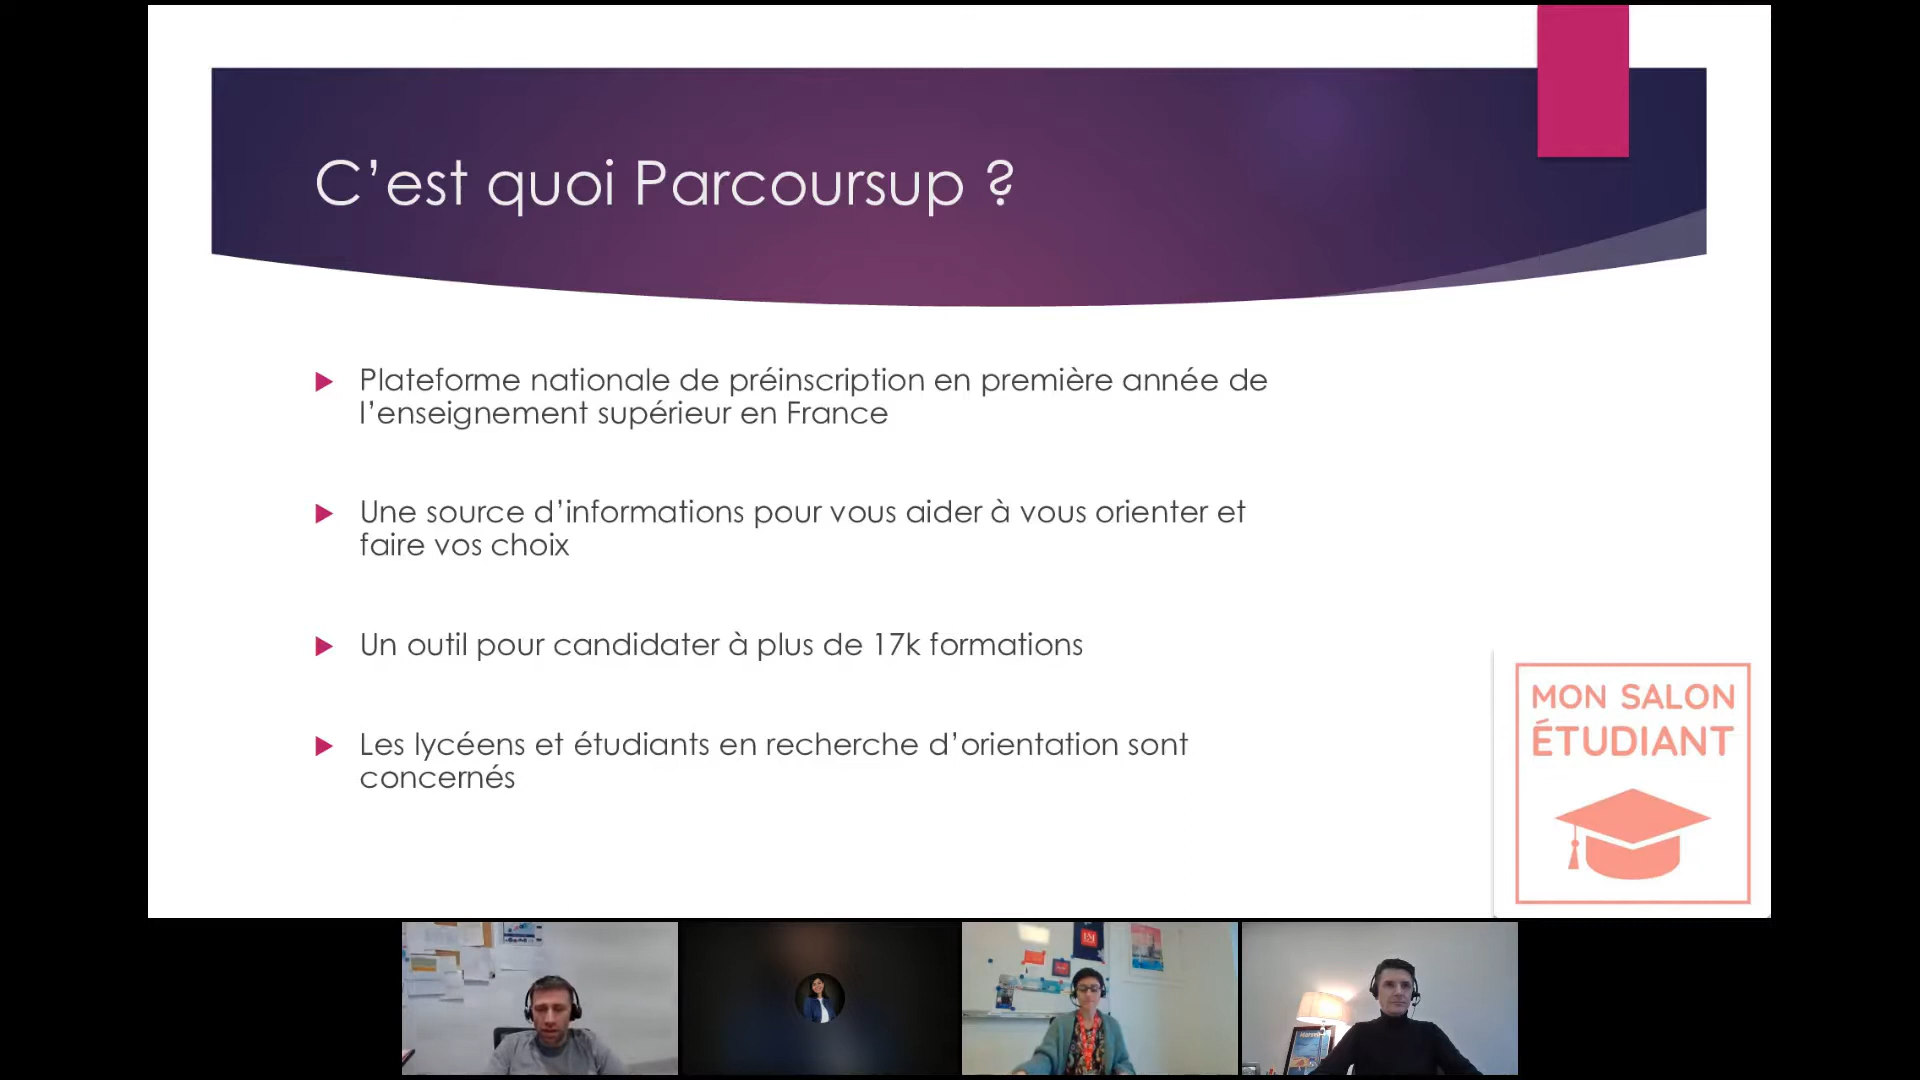 C’est quoi Parcoursup ?
Plateforme nationale de préinscription en première année de
l’enseignement supérieur en France
Une source d’informations pour vous aider à vous orienter et
faire vos choix
Un outil pour candidater à plus de 17k formations
Les lycéens et étudiants en recherche d’orientation sont
concernés
MON SALON
ÉTUDIANT